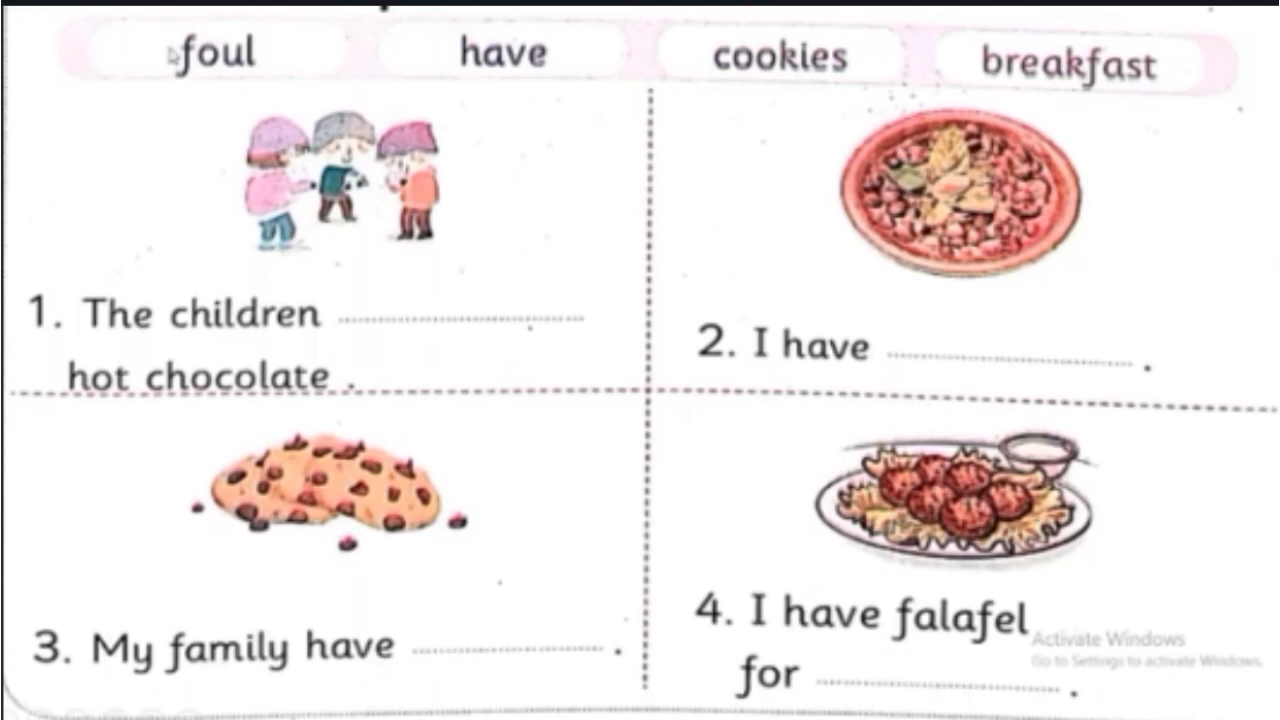 foul have cookies breakfast
1. The children ..............................
hot chocolate .
2. I have .............................. .
3. My family have .............................. .
4. I have falafel
for .............................. .
Activate Windows
Go to Settings to activate Windows.